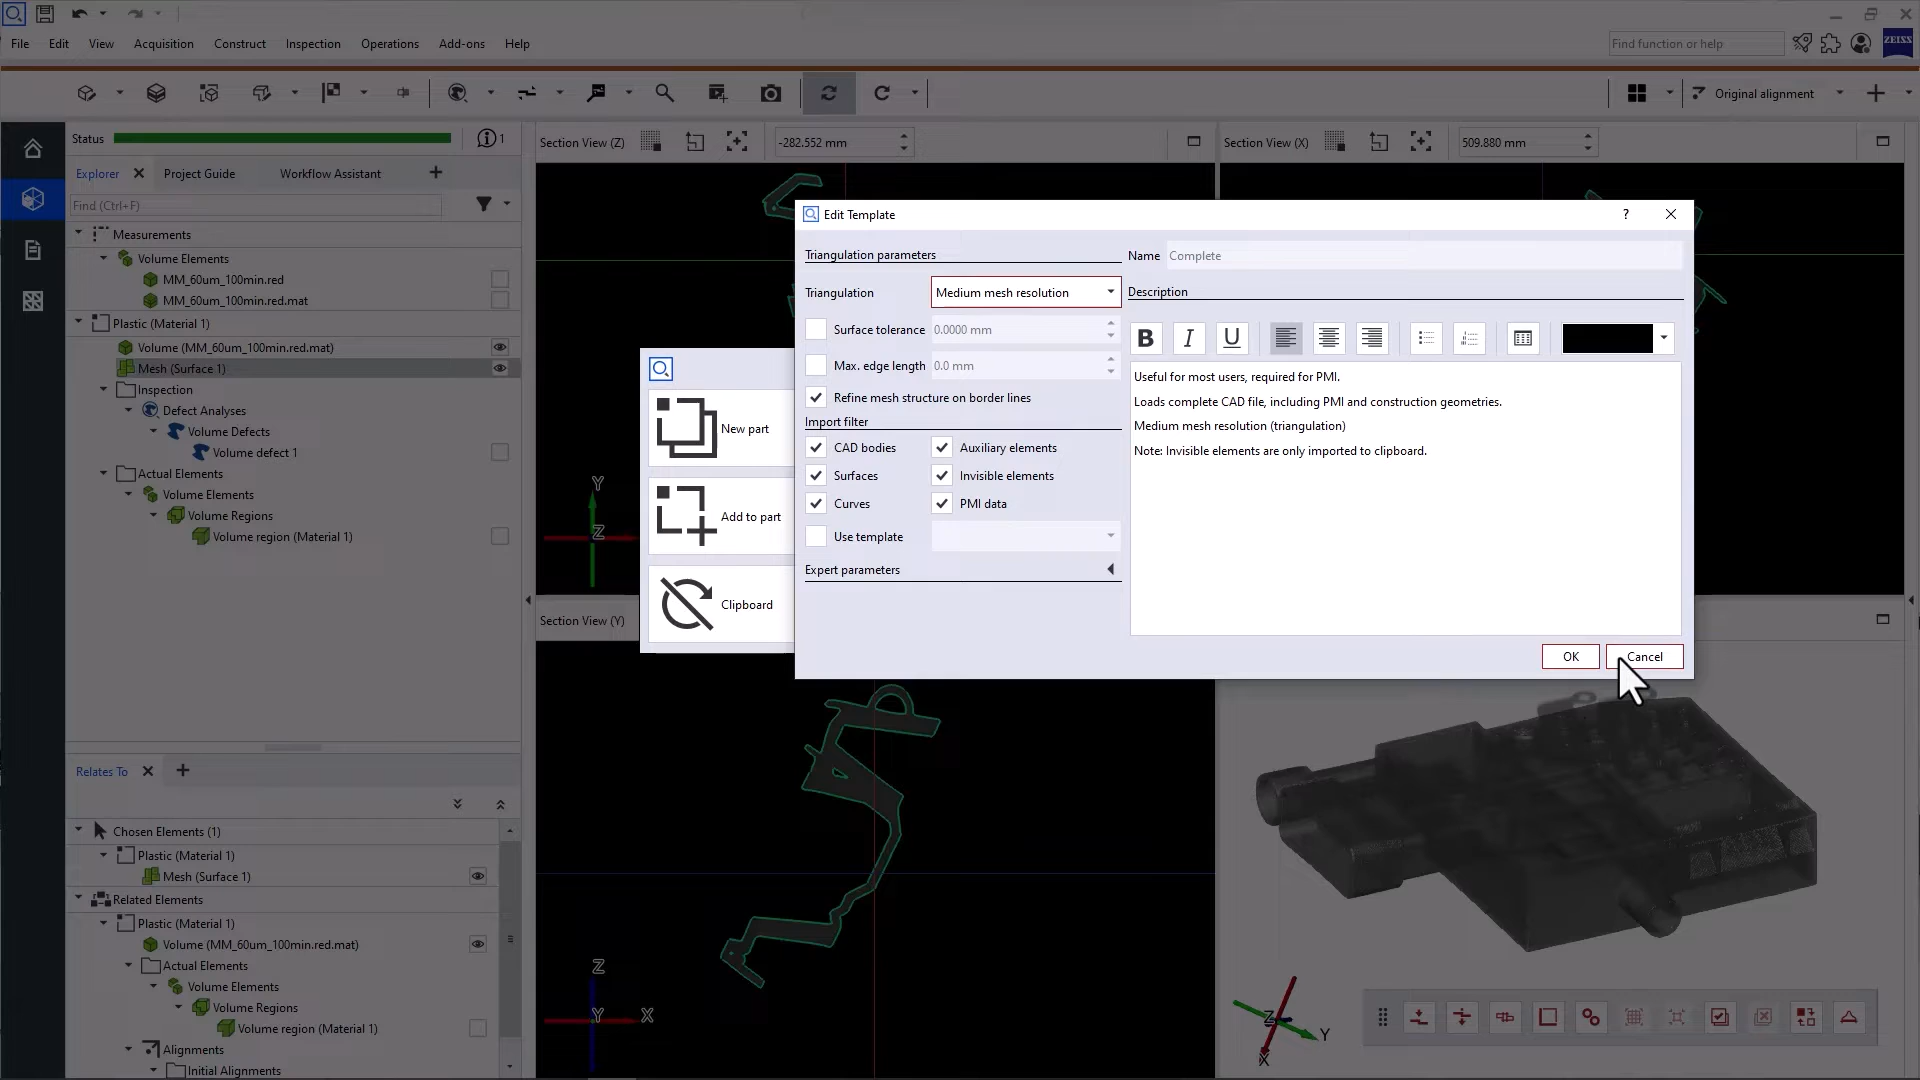 File Edit View Acquisition Construct Inspection Operations Add-ons Help
Find function or help
ZEISS
Original alignment
Status
1
Section View (Z)
-282.552 mm
Section View (X)
509.880 mm
Explorer
Project Guide
Workflow Assistant
Find (Ctrl+F)
Measurements
Volume Elements
MM_60um_100min.red
MM_60um_100min.red.mat
Plastic (Material 1)
Volume (MM_60um_100min.red.mat)
Mesh (Surface 1)
Inspection
Defect Analyses
Volume Defects
Volume defect 1
Actual Elements
Volume Elements
Volume Regions
Volume region (Material 1)
Relates To
Chosen Elements (1)
Plastic (Material 1)
Mesh (Surface 1)
Related Elements
Plastic (Material 1)
Volume (MM_60um_100min.red.mat)
Actual Elements
Volume Elements
Volume Regions
Volume region (Material 1)
Alignments
Initial Alignments
Y
Z
New part
Add to part
Clipboard
Section View (Y)
Z
Y
X
Edit Template
?
Triangulation parameters
Triangulation
Medium mesh resolution
Surface tolerance
0.0000 mm
Max. edge length
0.0 mm
Refine mesh structure on border lines
Import filter
CAD bodies
Auxiliary elements
Surfaces
Invisible elements
Curves
PMI data
Use template
Expert parameters
Name
Complete
Description
B I U
Useful for most users, required for PMI.
Loads complete CAD file, including PMI and construction geometries.
Medium mesh resolution (triangulation)
Note: Invisible elements are only imported to clipboard.
OK
Cancel
Z
Y
X